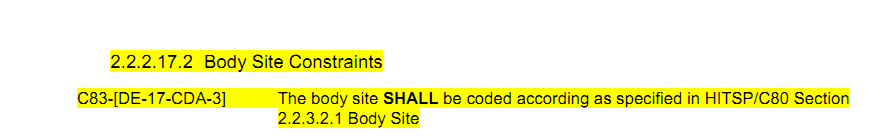 2.2.2.17.2 Body Site Constraints
C83-[DE-17-CDA-3] The body site SHALL be coded according as specified in HITSP/C80 Section
2.2.3.2.1 Body Site